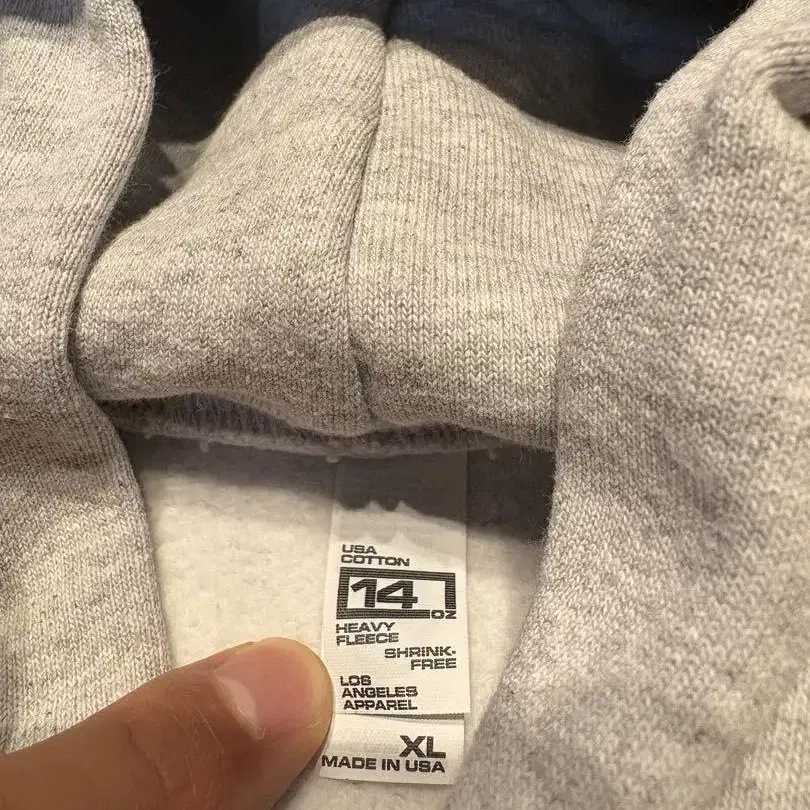 USA
COTTON
14
OZ
HEAVY
FLEECE
SHRINK-
FREE
LOS
ANGELES
APPAREL
XL
MADE IN USA